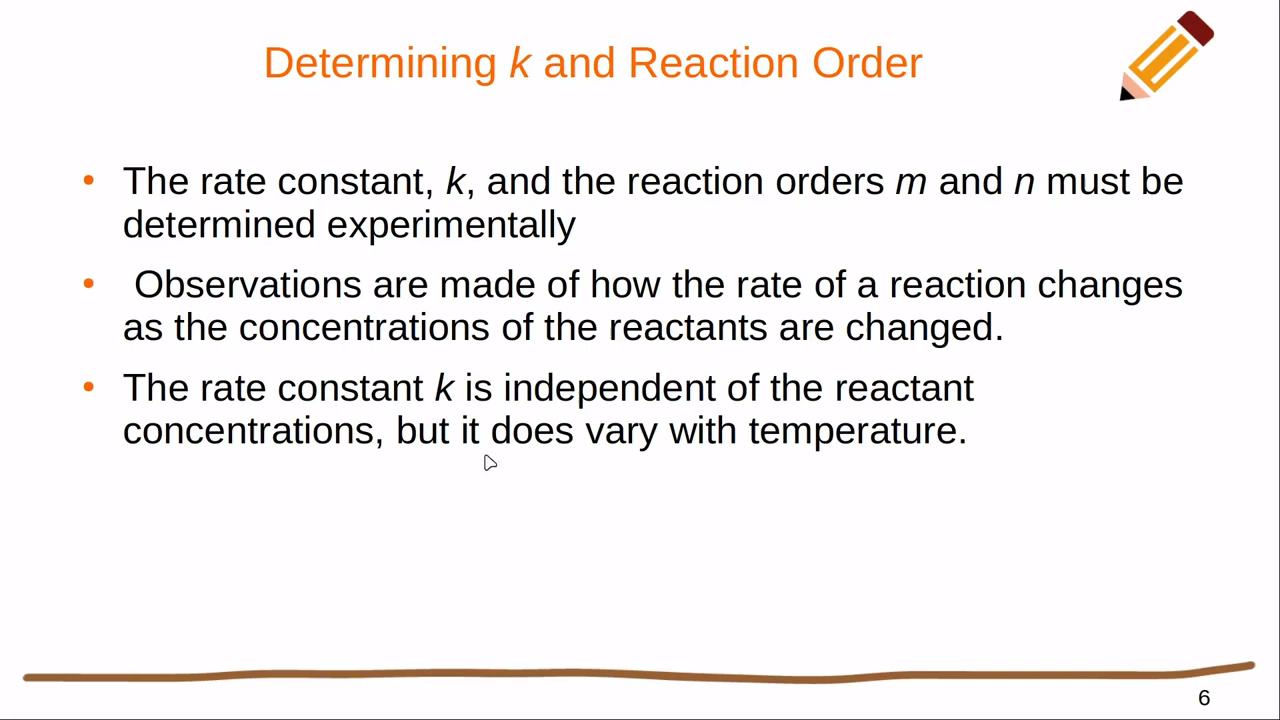 Determining k and Reaction Order
• The rate constant, k, and the reaction orders m and n must be
determined experimentally
• Observations are made of how the rate of a reaction changes
as the concentrations of the reactants are changed.
• The rate constant k is independent of the reactant
concentrations, but it does vary with temperature.
6